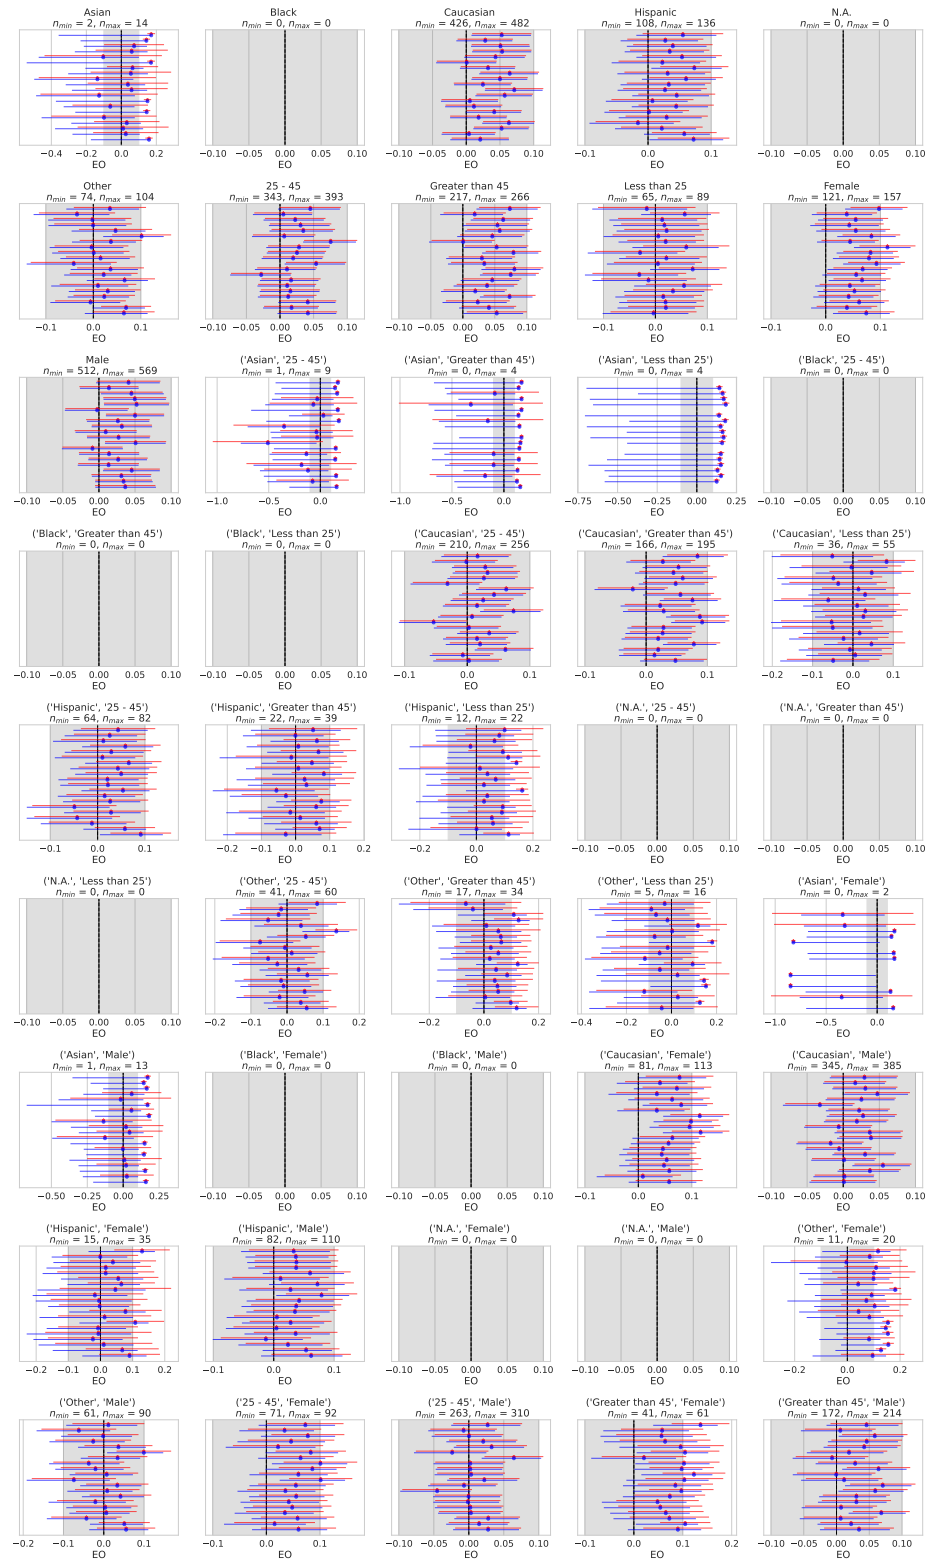 Asian Black Caucasian Hispanic N.A.
n_min = 2, n_max = 14 n_min = 0, n_max = 0 n_min = 426, n_max = 482 n_min = 108, n_max = 136 n_min = 0, n_max = 0
−0.4 −0.2 0.0 0.2 −0.10 −0.05 0.00 0.05 0.10 −0.10 −0.05 0.00 0.05 0.10 −0.1 0.0 0.1 −0.10 −0.05 0.00 0.05 0.10
EO EO EO EO EO
Other 25 - 45 Greater than 45 Less than 25 Female
n_min = 74, n_max = 104 n_min = 343, n_max = 393 n_min = 217, n_max = 266 n_min = 65, n_max = 89 n_min = 121, n_max = 157
−0.1 0.0 0.1 −0.10 −0.05 0.00 0.05 0.10 −0.10 −0.05 0.00 0.05 0.10 −0.1 0.0 0.1 −0.1 0.0 0.1
EO EO EO EO EO
Male ('Asian', '25 - 45') ('Asian', 'Greater than 45') ('Asian', 'Less than 25') ('Black', '25 - 45')
n_min = 512, n_max = 569 n_min = 1, n_max = 9 n_min = 0, n_max = 4 n_min = 0, n_max = 4 n_min = 0, n_max = 0
−0.10 −0.05 0.00 0.05 0.10 −1.0 −0.5 0.0 −1.0 −0.5 0.0 −0.75 −0.50 −0.25 0.00 0.25 −0.10 −0.05 0.00 0.05 0.10
EO EO EO EO EO
('Black', 'Greater than 45') ('Black', 'Less than 25') ('Caucasian', '25 - 45') ('Caucasian', 'Greater than 45') ('Caucasian', 'Less than 25')
n_min = 0, n_max = 0 n_min = 0, n_max = 0 n_min = 210, n_max = 256 n_min = 166, n_max = 195 n_min = 36, n_max = 55
−0.10 −0.05 0.00 0.05 0.10 −0.10 −0.05 0.00 0.05 0.10 −0.1 0.0 0.1 −0.1 0.0 0.1 −0.2 −0.1 0.0 0.1
EO EO EO EO EO
('Hispanic', '25 - 45') ('Hispanic', 'Greater than 45') ('Hispanic', 'Less than 25') ('N.A.', '25 - 45') ('N.A.', 'Greater than 45')
n_min = 64, n_max = 82 n_min = 22, n_max = 39 n_min = 12, n_max = 22 n_min = 0, n_max = 0 n_min = 0, n_max = 0
−0.1 0.0 0.1 −0.2 −0.1 0.0 0.1 0.2 −0.2 0.0 0.2 −0.10 −0.05 0.00 0.05 0.10 −0.10 −0.05 0.00 0.05 0.10
EO EO EO EO EO
('N.A.', 'Less than 25') ('Other', '25 - 45') ('Other', 'Greater than 45') ('Other', 'Less than 25') ('Asian', 'Female')
n_min = 0, n_max = 0 n_min = 41, n_max = 60 n_min = 17, n_max = 34 n_min = 5, n_max = 16 n_min = 0, n_max = 2
−0.10 −0.05 0.00 0.05 0.10 −0.2 −0.1 0.0 0.1 0.2 −0.2 0.0 0.2 −0.4 −0.2 0.0 0.2 −1.0 −0.5 0.0
EO EO EO EO EO
('Asian', 'Male') ('Black', 'Female') ('Black', 'Male') ('Caucasian', 'Female') ('Caucasian', 'Male')
n_min = 1, n_max = 13 n_min = 0, n_max = 0 n_min = 0, n_max = 0 n_min = 81, n_max = 113 n_min = 345, n_max = 385
−0.50 −0.25 0.00 0.25 −0.10 −0.05 0.00 0.05 0.10 −0.10 −0.05 0.00 0.05 0.10 −0.1 0.0 0.1 −0.10 −0.05 0.00 0.05 0.10
EO EO EO EO EO
('Hispanic', 'Female') ('Hispanic', 'Male') ('N.A.', 'Female') ('N.A.', 'Male') ('Other', 'Female')
n_min = 15, n_max = 35 n_min = 82, n_max = 110 n_min = 0, n_max = 0 n_min = 0, n_max = 0 n_min = 11, n_max = 20
−0.2 −0.1 0.0 0.1 0.2 −0.1 0.0 0.1 −0.10 −0.05 0.00 0.05 0.10 −0.10 −0.05 0.00 0.05 0.10 −0.2 0.0 0.2
EO EO EO EO EO
('Other', 'Male') ('25 - 45', 'Female') ('25 - 45', 'Male') ('Greater than 45', 'Female') ('Greater than 45', 'Male')
n_min = 61, n_max = 90 n_min = 71, n_max = 92 n_min = 263, n_max = 310 n_min = 41, n_max = 61 n_min = 172, n_max = 214
−0.2 −0.1 0.0 0.1 −0.1 0.0 0.1 −0.10 −0.05 0.00 0.05 0.10 −0.1 0.0 0.1 0.2 −0.1 0.0 0.1
EO EO EO EO EO